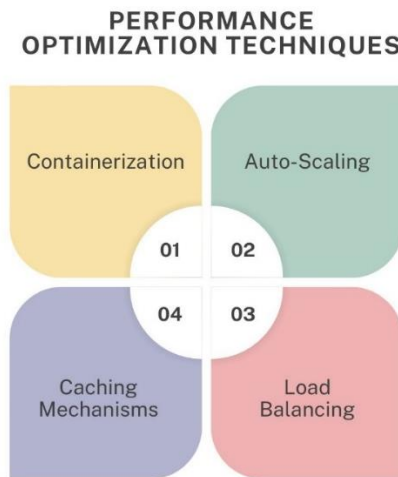 PERFORMANCE
OPTIMIZATION TECHNIQUES
Containerization
Auto-Scaling
01
02
04
03
Caching
Mechanisms
Load
Balancing